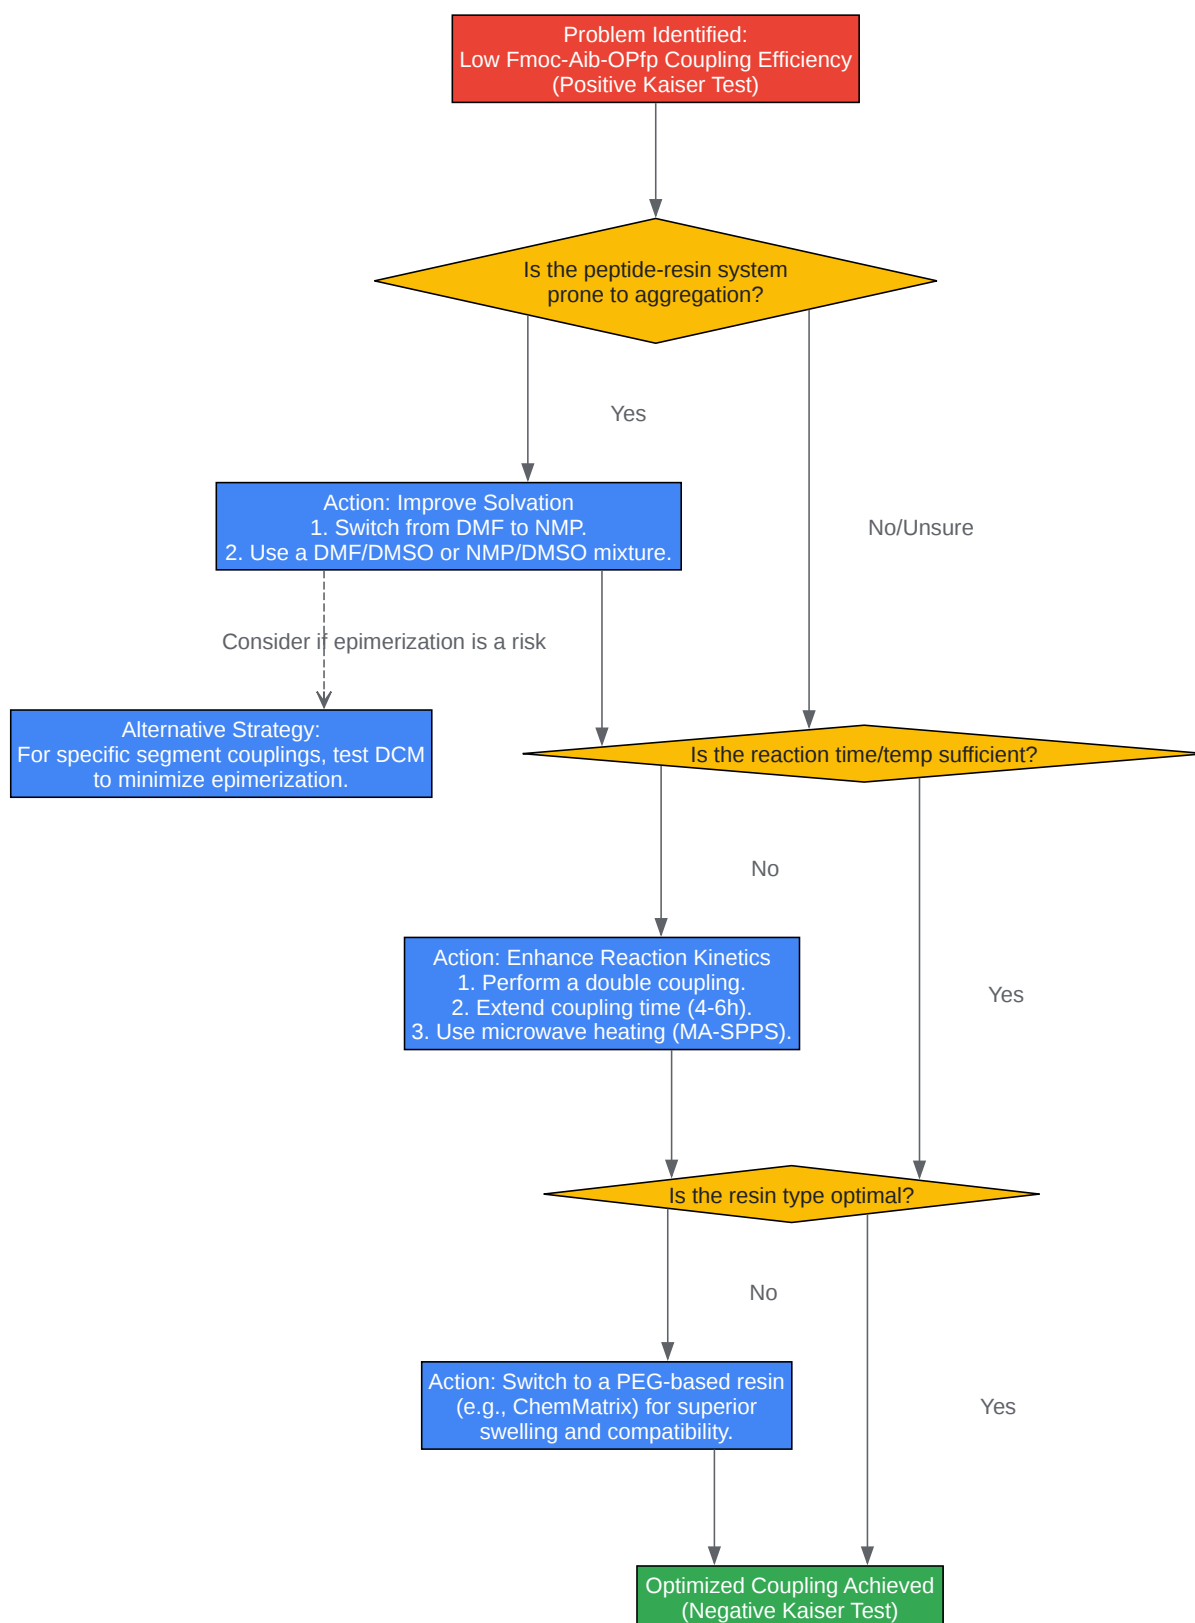 Problem Identified:
Low Fmoc-Aib-OPfp Coupling Efficiency
(Positive Kaiser Test)
Is the peptide-resin system
prone to aggregation?
Yes
Action: Improve Solvation
1. Switch from DMF to NMP.
2. Use a DMF/DMSO or NMP/DMSO mixture.
No/Unsure
Consider if epimerization is a risk
Alternative Strategy:
For specific segment couplings, test DCM
to minimize epimerization.
Is the reaction time/temp sufficient?
No
Action: Enhance Reaction Kinetics
1. Perform a double coupling.
2. Extend coupling time (4-6h).
3. Use microwave heating (MA-SPPS).
Yes
Is the resin type optimal?
No
Action: Switch to a PEG-based resin
(e.g., ChemMatrix) for superior
swelling and compatibility.
Yes
Optimized Coupling Achieved
(Negative Kaiser Test)